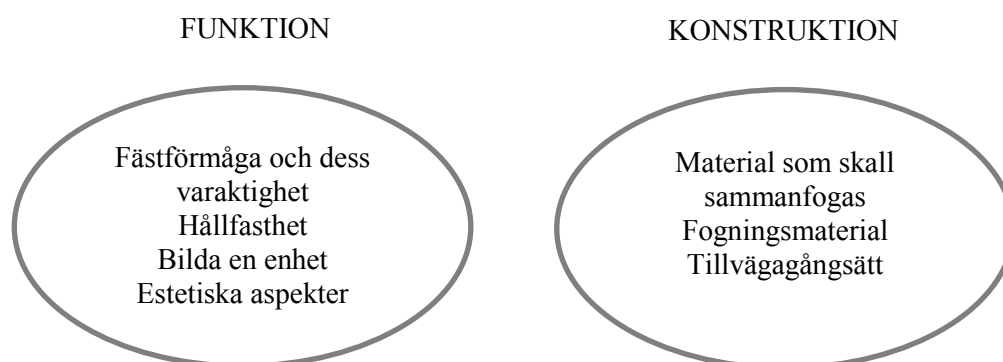 FUNKTION
KONSTRUKTION
Fästförmåga och dess
varaktighet
Hållfasthet
Bilda en enhet
Estetiska aspekter
Material som skall
sammanfogas
Fogningsmaterial
Tillvägagångsätt